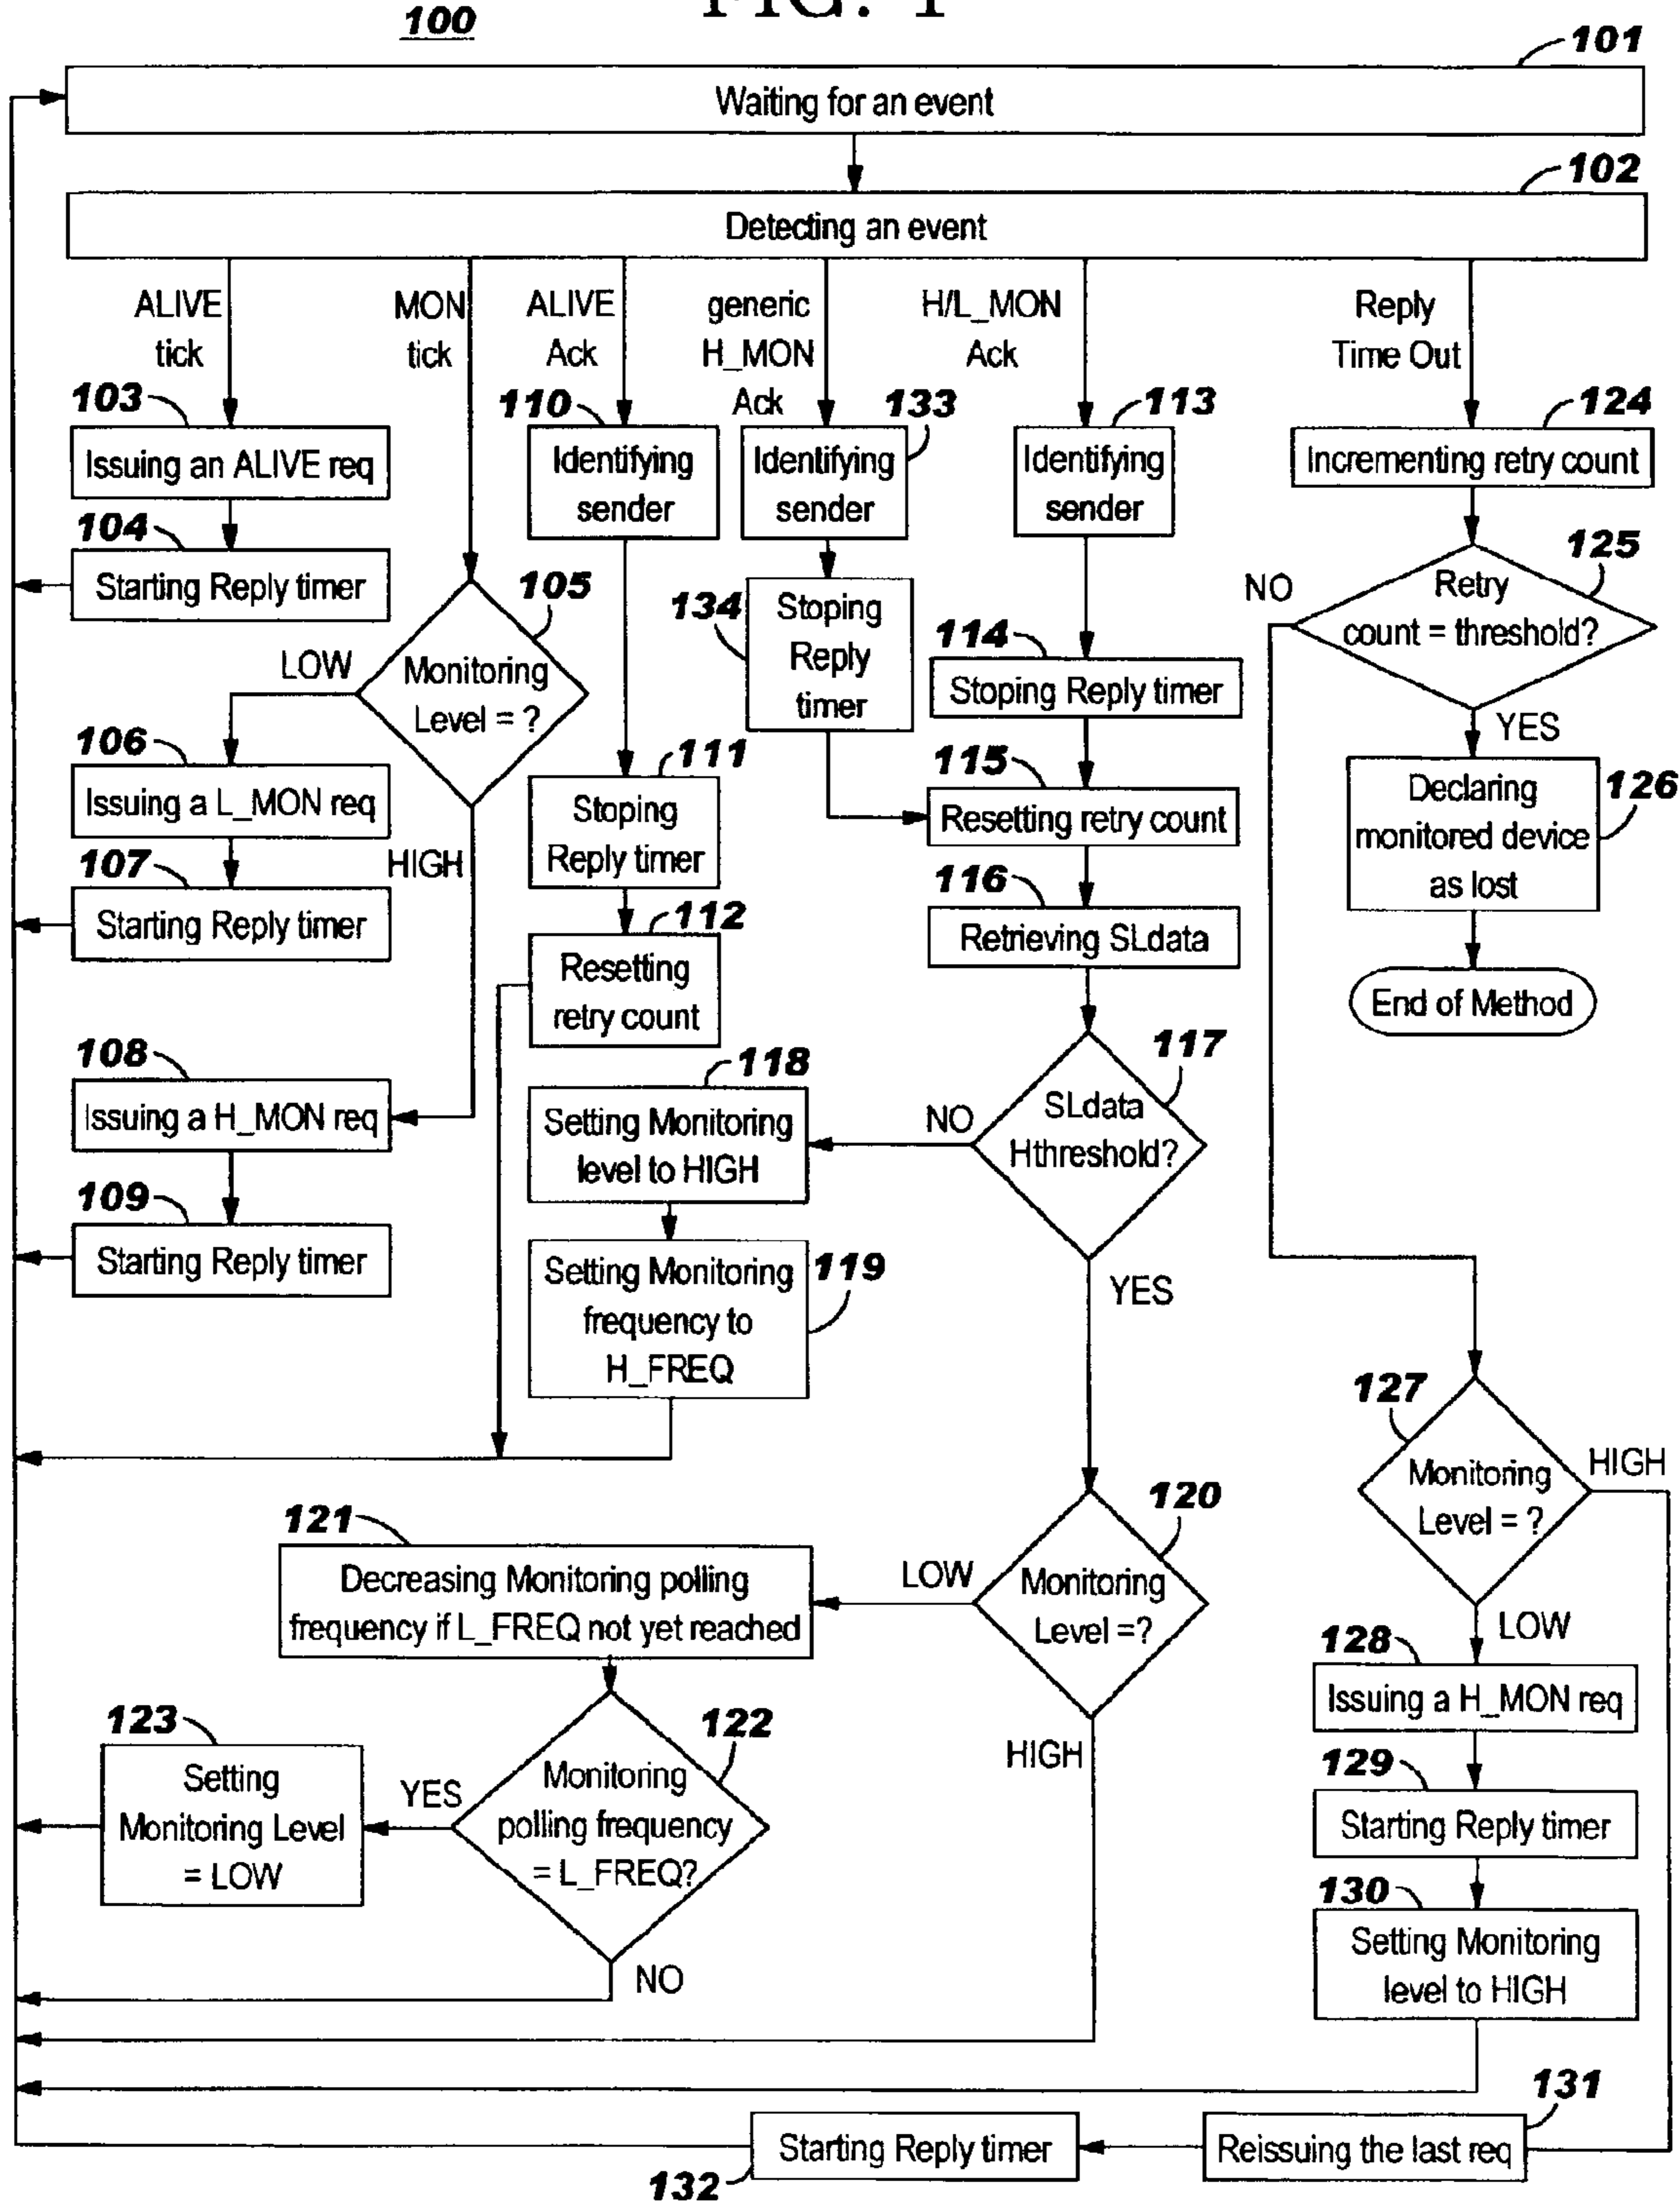 FIG. 1
100
101
Waiting for an event
102
Detecting an event
ALIVE
tick
MON
tick
ALIVE
Ack
generic
H_MON
Ack
H/L_MON
Ack
Reply
Time Out
103
Issuing an ALIVE req
104
Starting Reply timer
105
Monitoring
Level = ?
LOW
HIGH
106
Issuing a L_MON req
107
Starting Reply timer
108
Issuing a H_MON req
109
Starting Reply timer
110
Identifying
sender
111
Stoping
Reply timer
112
Resetting
retry count
133
Identifying
sender
134
Stoping
Reply
timer
113
Identifying
sender
114
Stoping Reply timer
115
Resetting retry count
116
Retrieving SLdata
117
SLdata
Hthreshold?
NO
YES
118
Setting Monitoring
level to HIGH
119
Setting Monitoring
frequency to
H_FREQ
120
Monitoring
Level =?
LOW
HIGH
121
Decreasing Monitoring polling
frequency if L_FREQ not yet reached
122
Monitoring
polling frequency
= L_FREQ?
YES
NO
123
Setting
Monitoring Level
= LOW
124
Incrementing retry count
125
Retry
count = threshold?
NO
YES
126
Declaring
monitored device
as lost
End of Method
127
Monitoring
Level = ?
HIGH
LOW
128
Issuing a H_MON req
129
Starting Reply timer
130
Setting Monitoring
level to HIGH
131
Reissuing the last req
132
Starting Reply timer